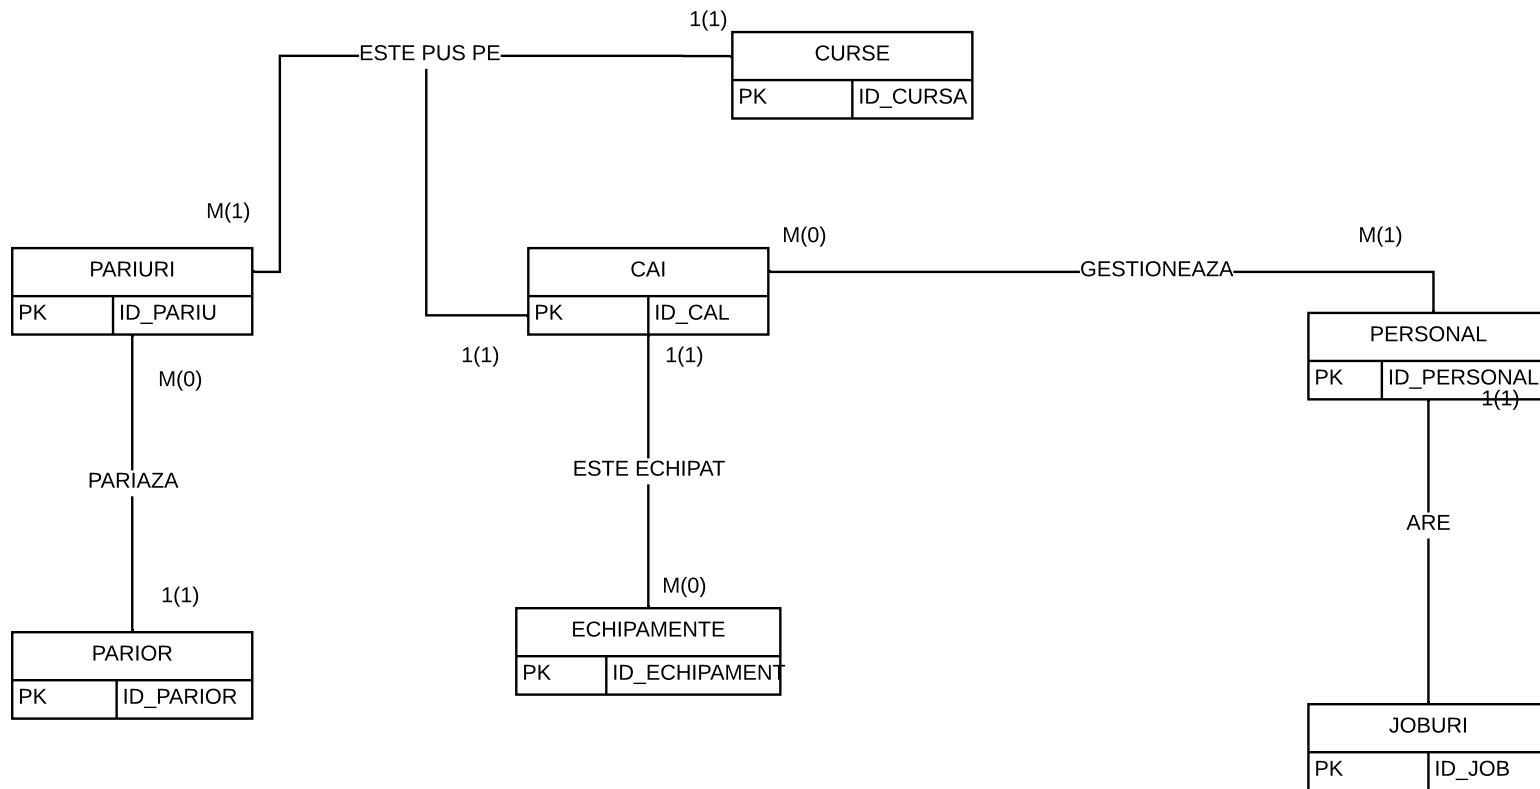 1(1)
ESTE PUS PE
CURSE
PK
ID_CURSA
M(1)
M(0)
M(1)
PARIURI
CAI
GESTIONEAZA
PK
ID_PARIU
PK
ID_CAL
PERSONAL
1(1)
1(1)
M(0)
PK
ID_PERSONAL
1(1)
PARIAZA
ESTE ECHIPAT
ARE
1(1)
M(0)
PARIOR
ECHIPAMENTE
PK
ID_PARIOR
PK
ID_ECHIPAMENT
JOBURI
PK
ID_JOB